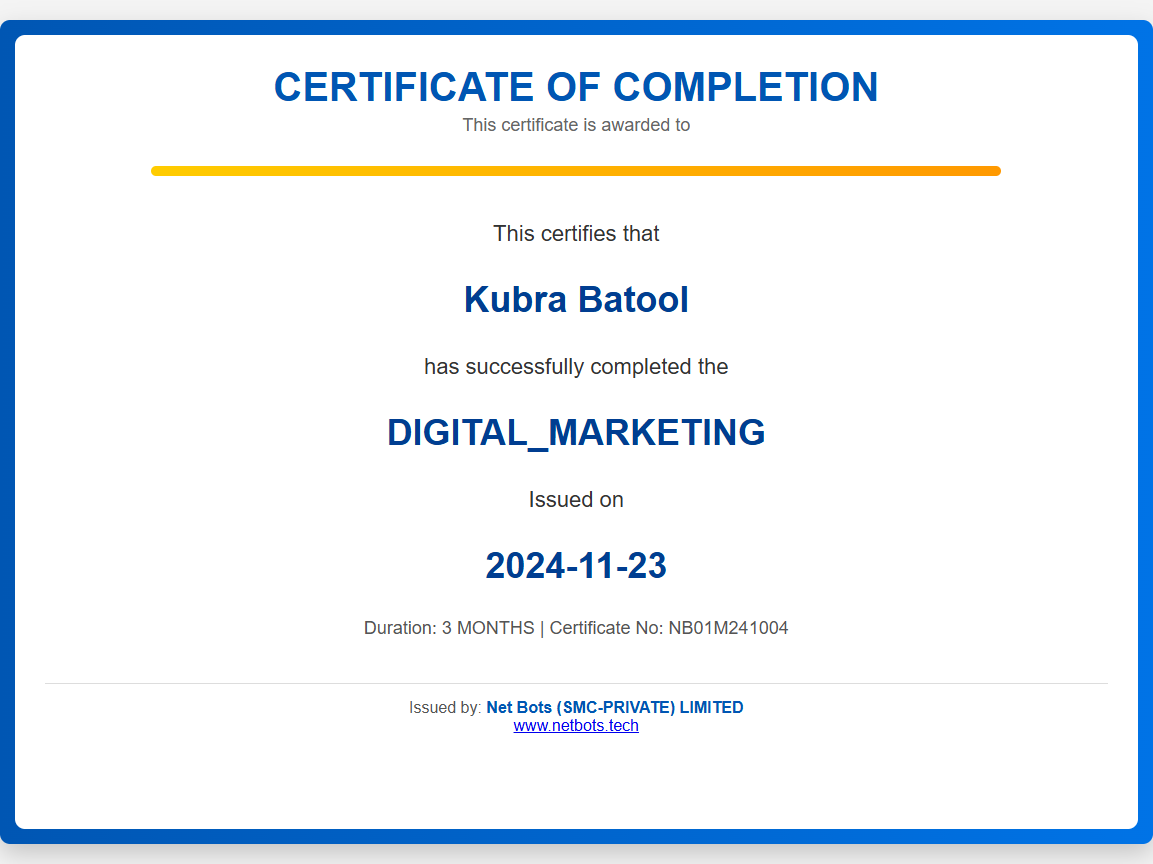 CERTIFICATE OF COMPLETION
This certificate is awarded to
This certifies that
Kubra Batool
has successfully completed the
DIGITAL_MARKETING
Issued on
2024-11-23
Duration: 3 MONTHS | Certificate No: NB01M241004
Issued by: Net Bots (SMC-PRIVATE) LIMITED
www.netbots.tech